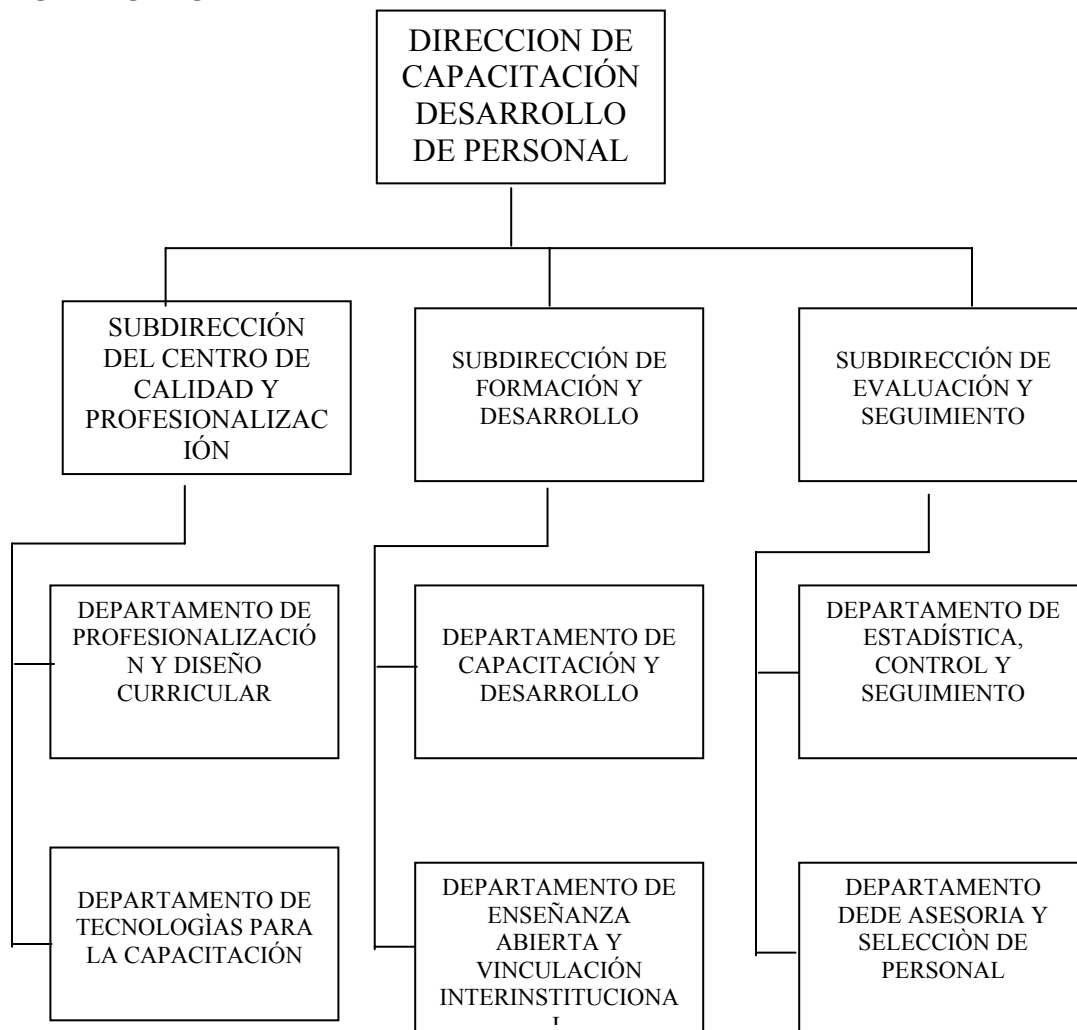 DIRECCION DE
CAPACITACIÓN
DESARROLLO
DE PERSONAL
SUBDIRECCIÓN
DEL CENTRO DE
CALIDAD Y
PROFESIONALIZAC
IÓN
SUBDIRECCIÓN DE
FORMACIÓN Y
DESARROLLO
SUBDIRECCIÓN DE
EVALUACIÓN Y
SEGUIMIENTO
DEPARTAMENTO DE
PROFESIONALIZACIÓ
N Y DISEÑO
CURRICULAR
DEPARTAMENTO DE
CAPACITACIÓN Y
DESARROLLO
DEPARTAMENTO DE
ESTADÍSTICA,
CONTROL Y
SEGUIMIENTO
DEPARTAMENTO DE
TECNOLOGÌAS PARA
LA CAPACITACIÓN
DEPARTAMENTO DE
ENSEÑANZA
ABIERTA Y
VINCULACIÓN
INTERINSTITUCIONA
L
DEPARTAMENTO
DEDE ASESORIA Y
SELECCIÒN DE
PERSONAL